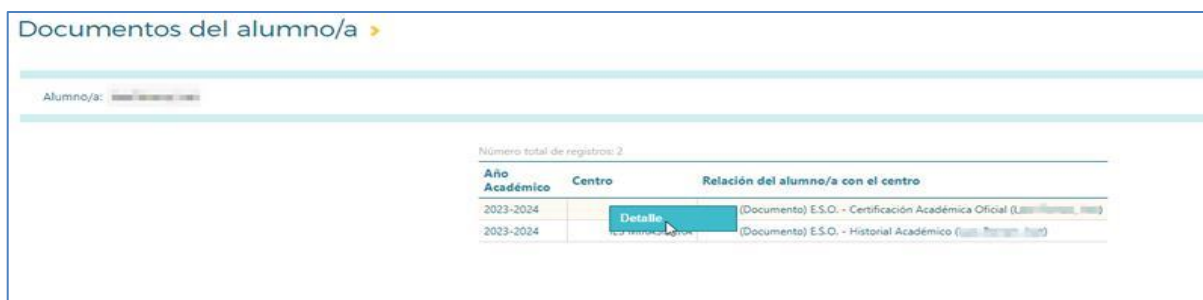 Documentos del alumno/a >
Alumno/a:
Número total de registros: 2
Año Académico Centro Relación del alumno/a con el centro
2023-2024 (Documento) E.S.O. - Certificación Académica Oficial (
Detalle
2023-2024 (Documento) E.S.O. - Historial Académico (